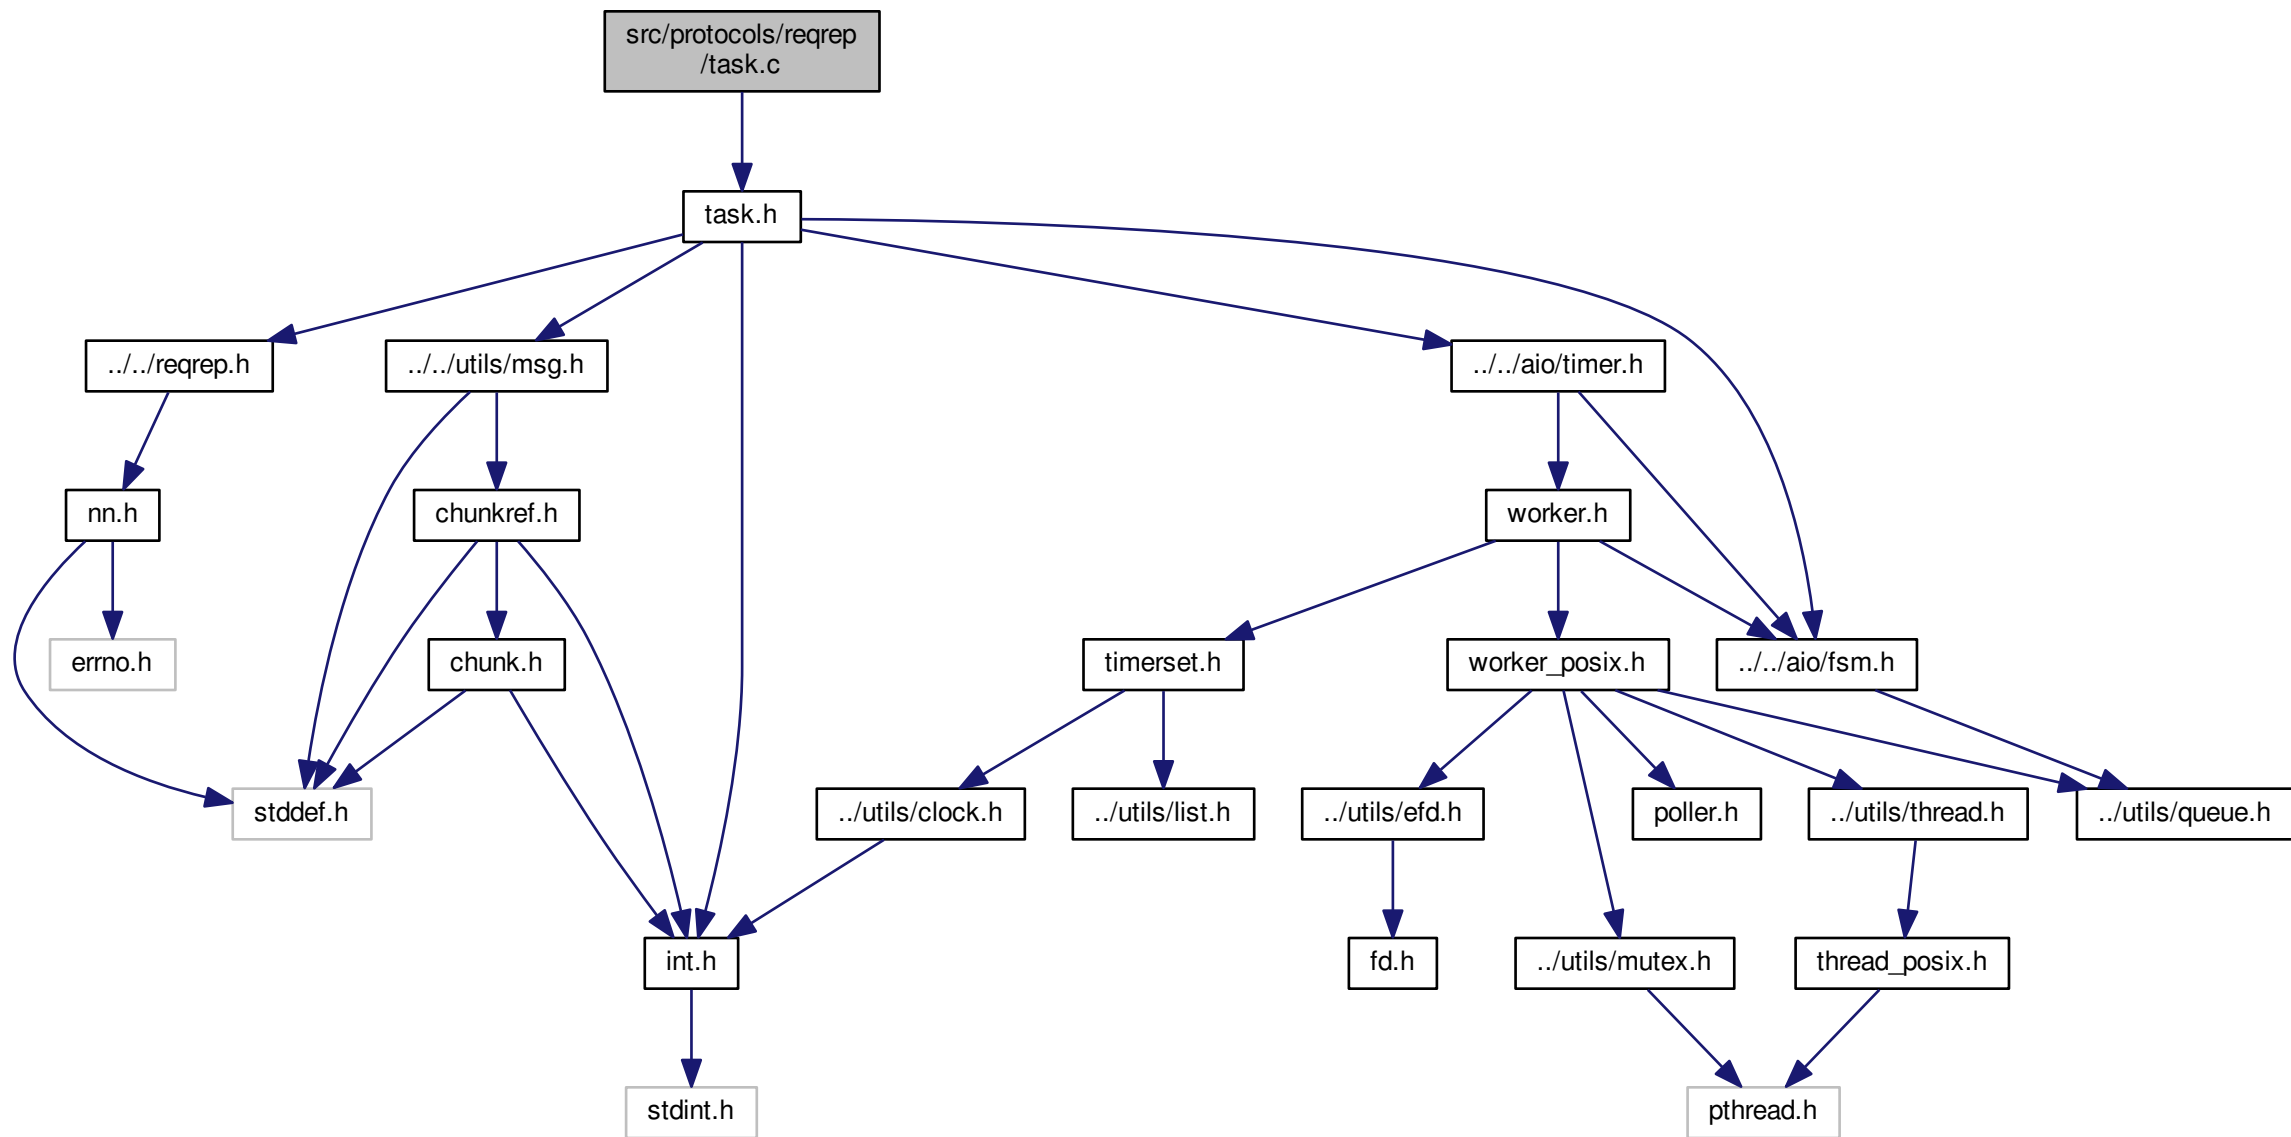 src/protocols/reqrep
/task.c
task.h
../../reqrep.h
../../utils/msg.h
../../aio/timer.h
nn.h
chunkref.h
worker.h
errno.h
chunk.h
timerset.h
worker_posix.h
../../aio/fsm.h
stddef.h
../utils/clock.h
../utils/list.h
../utils/efd.h
poller.h
../utils/thread.h
../utils/queue.h
int.h
fd.h
../utils/mutex.h
thread_posix.h
stdint.h
pthread.h